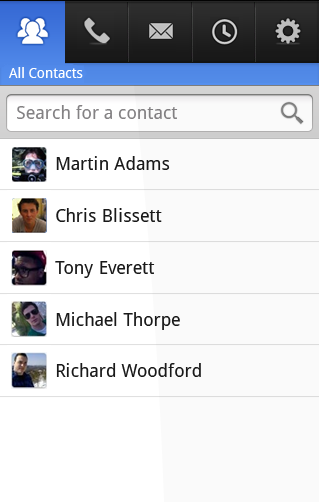 All Contacts
Search for a contact
Martin Adams
Chris Blissett
Tony Everett
Michael Thorpe
Richard Woodford